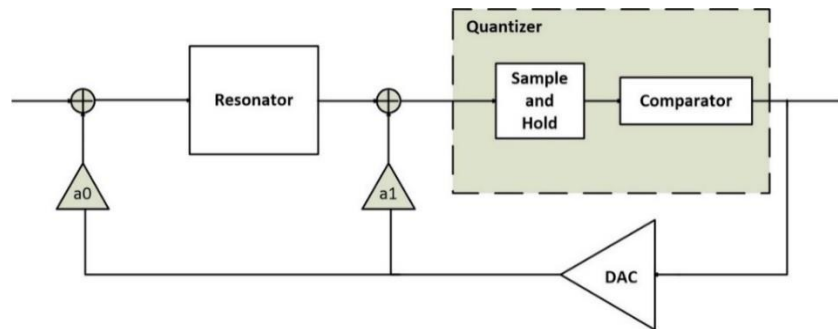 Quantizer
Resonator
Sample
and
Hold
Comparator
a0
a1
DAC